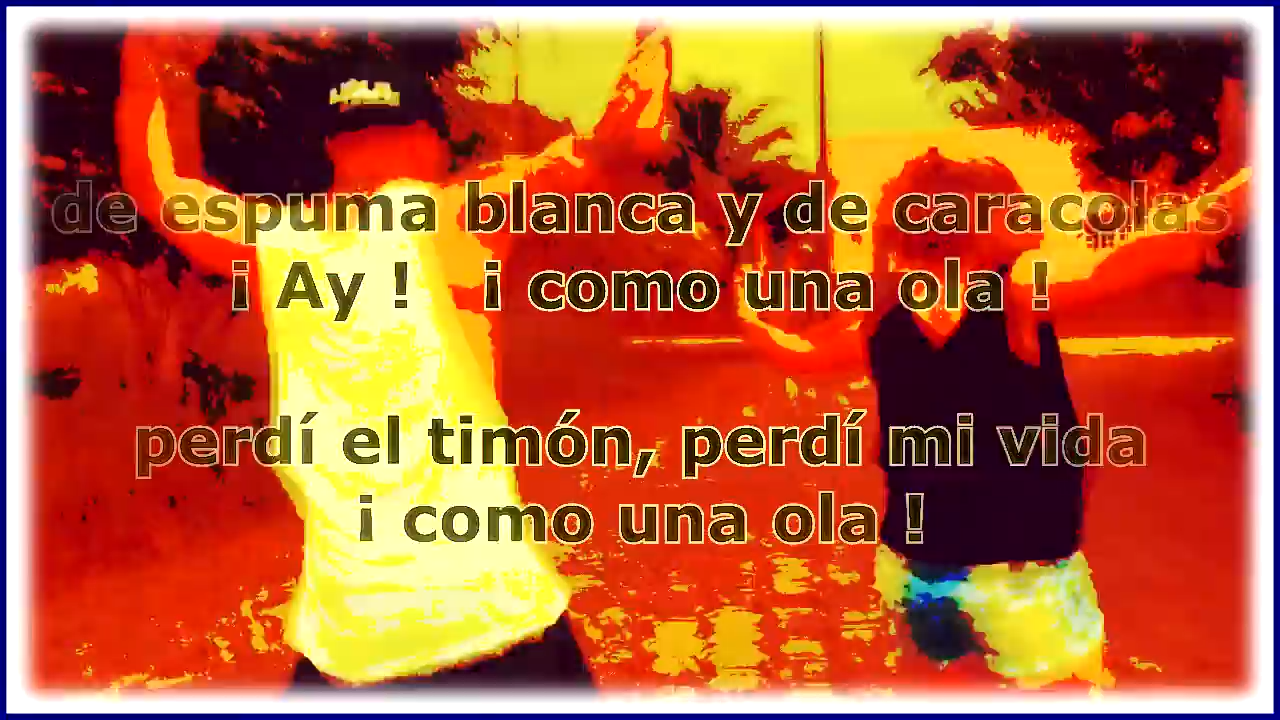 de espuma blanca y de caracolas
¡ Ay !   ¡ como una ola !
perdí el timón, perdí mi vida
¡ como una ola !